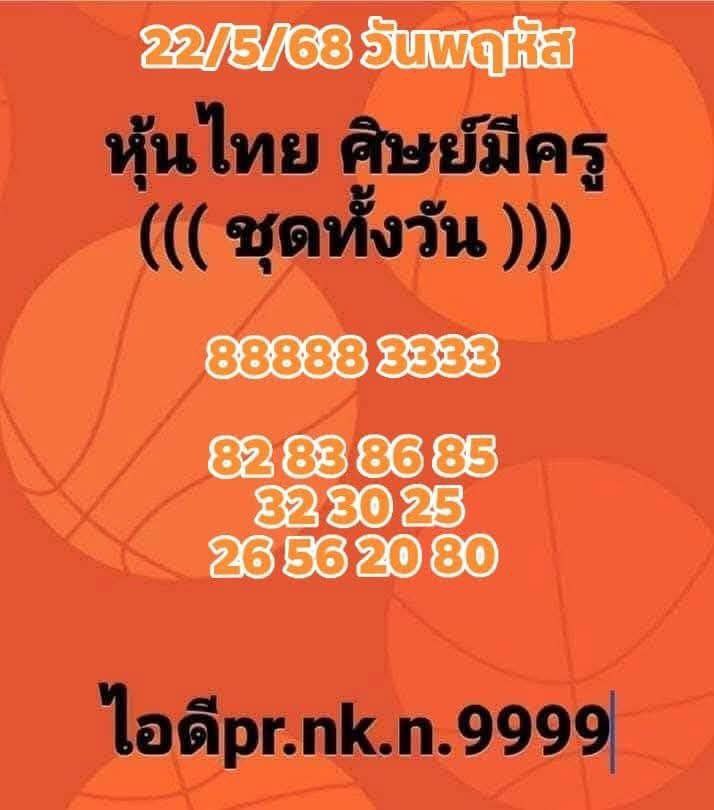 22/5/68 วันพฤหัส
หุ้นไทย ศิษย์มีครู
((( ชุดทั้งวัน )))
88888 3333
82 83 86 85
32 30 25
26 56 20 80
ไอดีpr.nk.n.9999